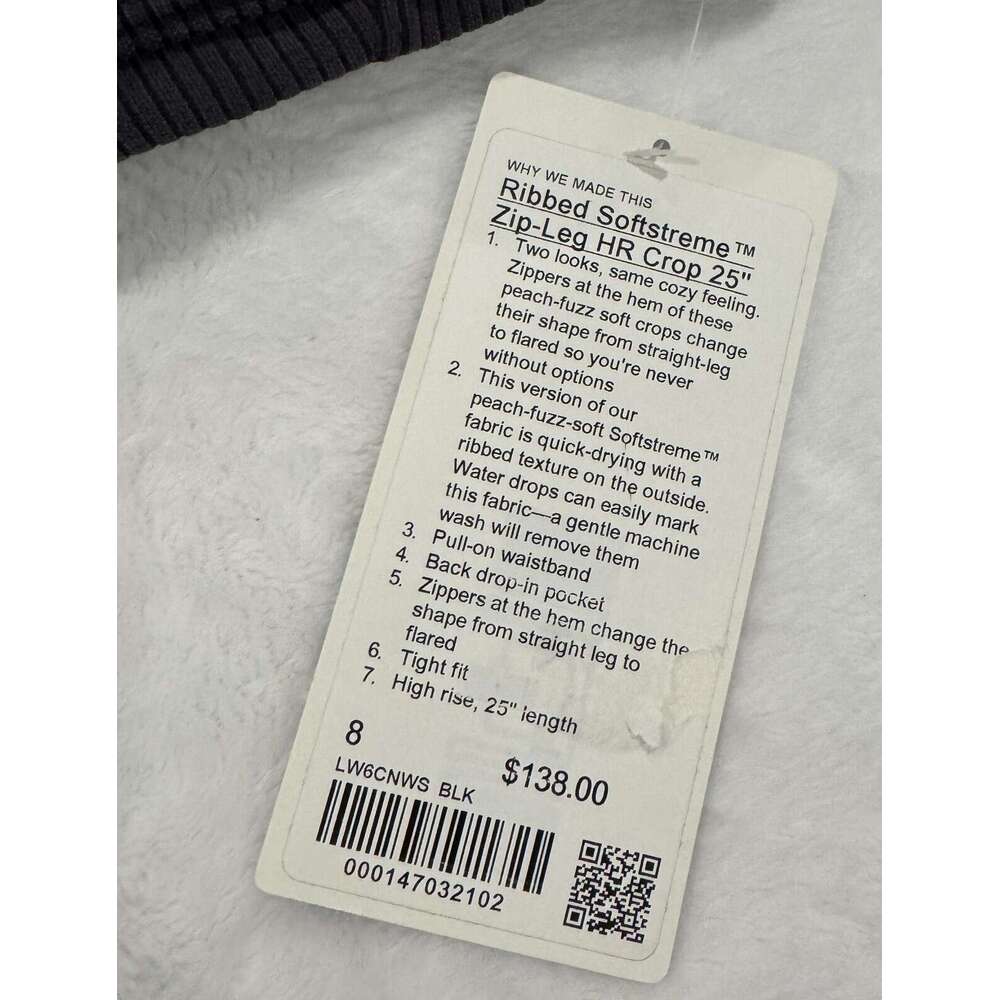 WHY WE MADE THIS
Ribbed Softstreme™
Zip-Leg HR Crop 25"
1. Two looks, same cozy feeling.
Zippers at the hem of these
peach-fuzz soft crops change
their shape from straight-leg
to flared so you're never
without options
2. This version of our
peach-fuzz-soft Softstreme™
fabric is quick-drying with a
ribbed texture on the outside.
Water drops can easily mark
this fabric—a gentle machine
wash will remove them
3. Pull-on waistband
4. Back drop-in pocket
5. Zippers at the hem change the
shape from straight leg to
flared
6. Tight fit
7. High rise, 25" length
8
$138.00
LW6CNWS BLK
000147032102